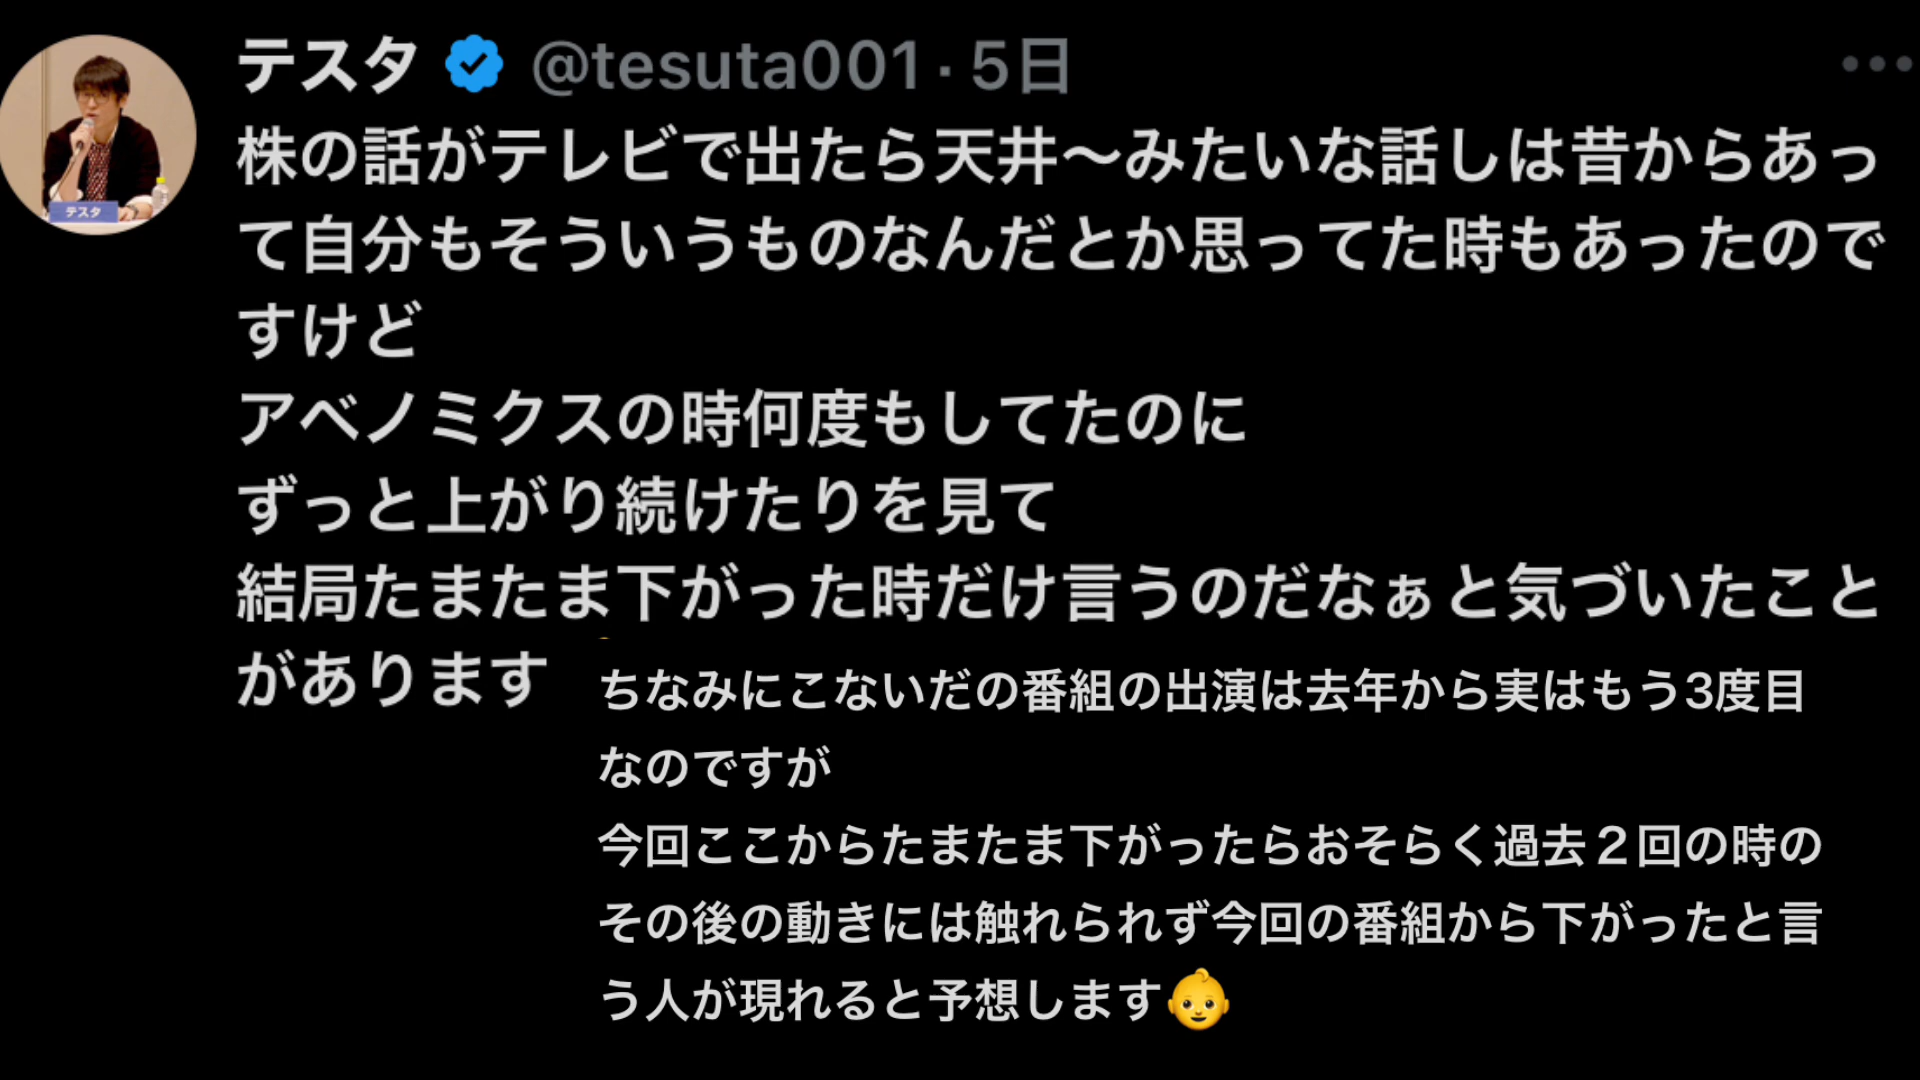 テスタ @tesuta001・5日
株の話がテレビで出たら天井〜みたいな話しは昔からあっ
て自分もそういうものなんだとか思ってた時もあったので
すけど
アベノミクスの時何度もしてたのに
ずっと上がり続けたりを見て
結局たまたま下がった時だけ言うのだなぁと気づいたこと
があります
ちなみにこないだの番組の出演は去年から実はもう3度目
なのですが
今回ここからたまたま下がったらおそらく過去２回の時の
その後の動きには触れられず今回の番組から下がったと言
う人が現れると予想します👶
テスタ